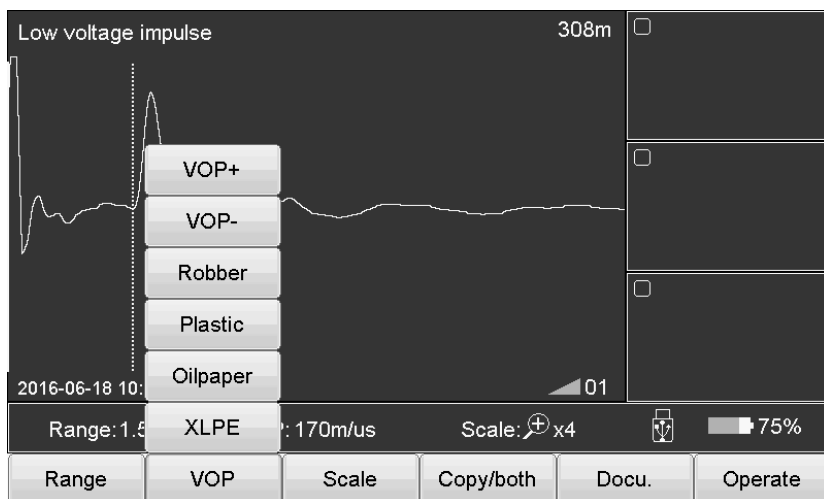 Low voltage impulse
308m
VOP+
VOP-
Robber
Plastic
Oilpaper
XLPE
2016-06-18 10:
01
Range:1.5
:170m/us
Scale: x4
75%
Range
VOP
Scale
Copy/both
Docu.
Operate